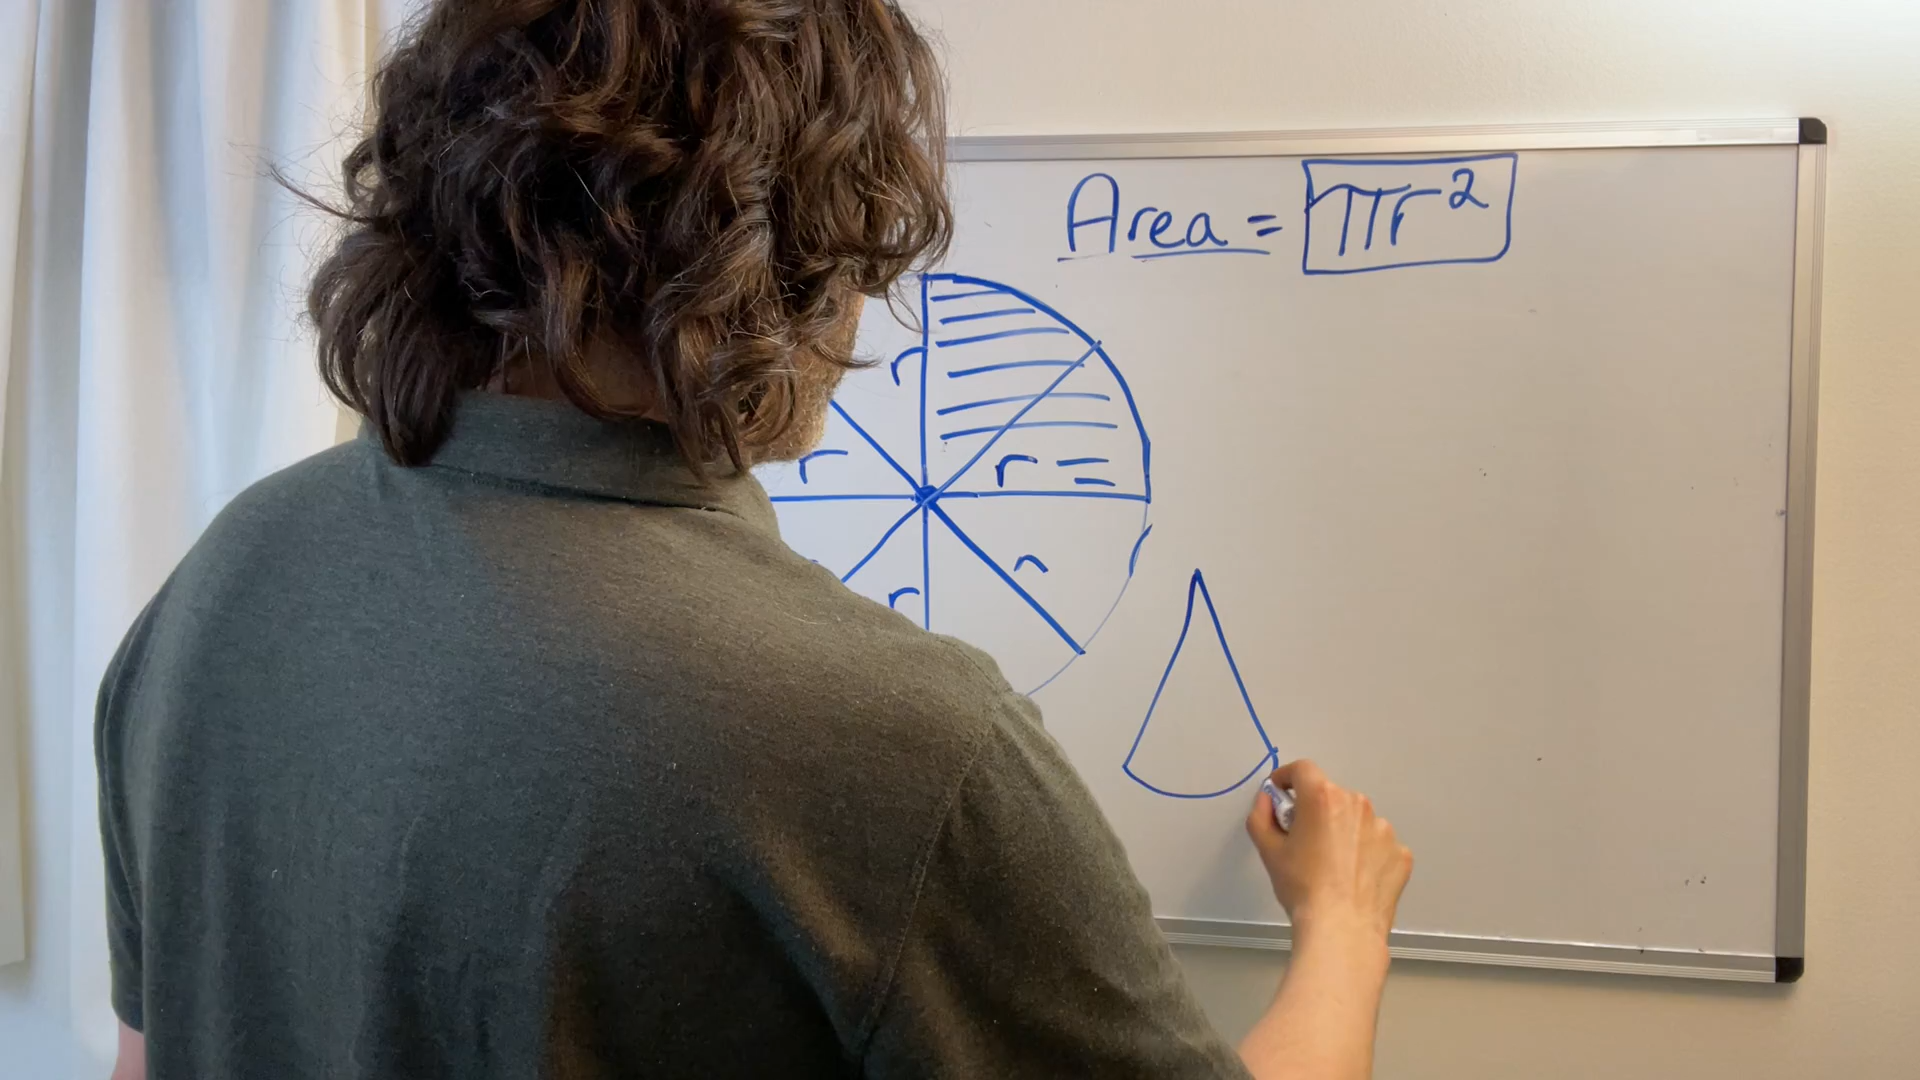 Area = πr²
r
r
r =
r
r